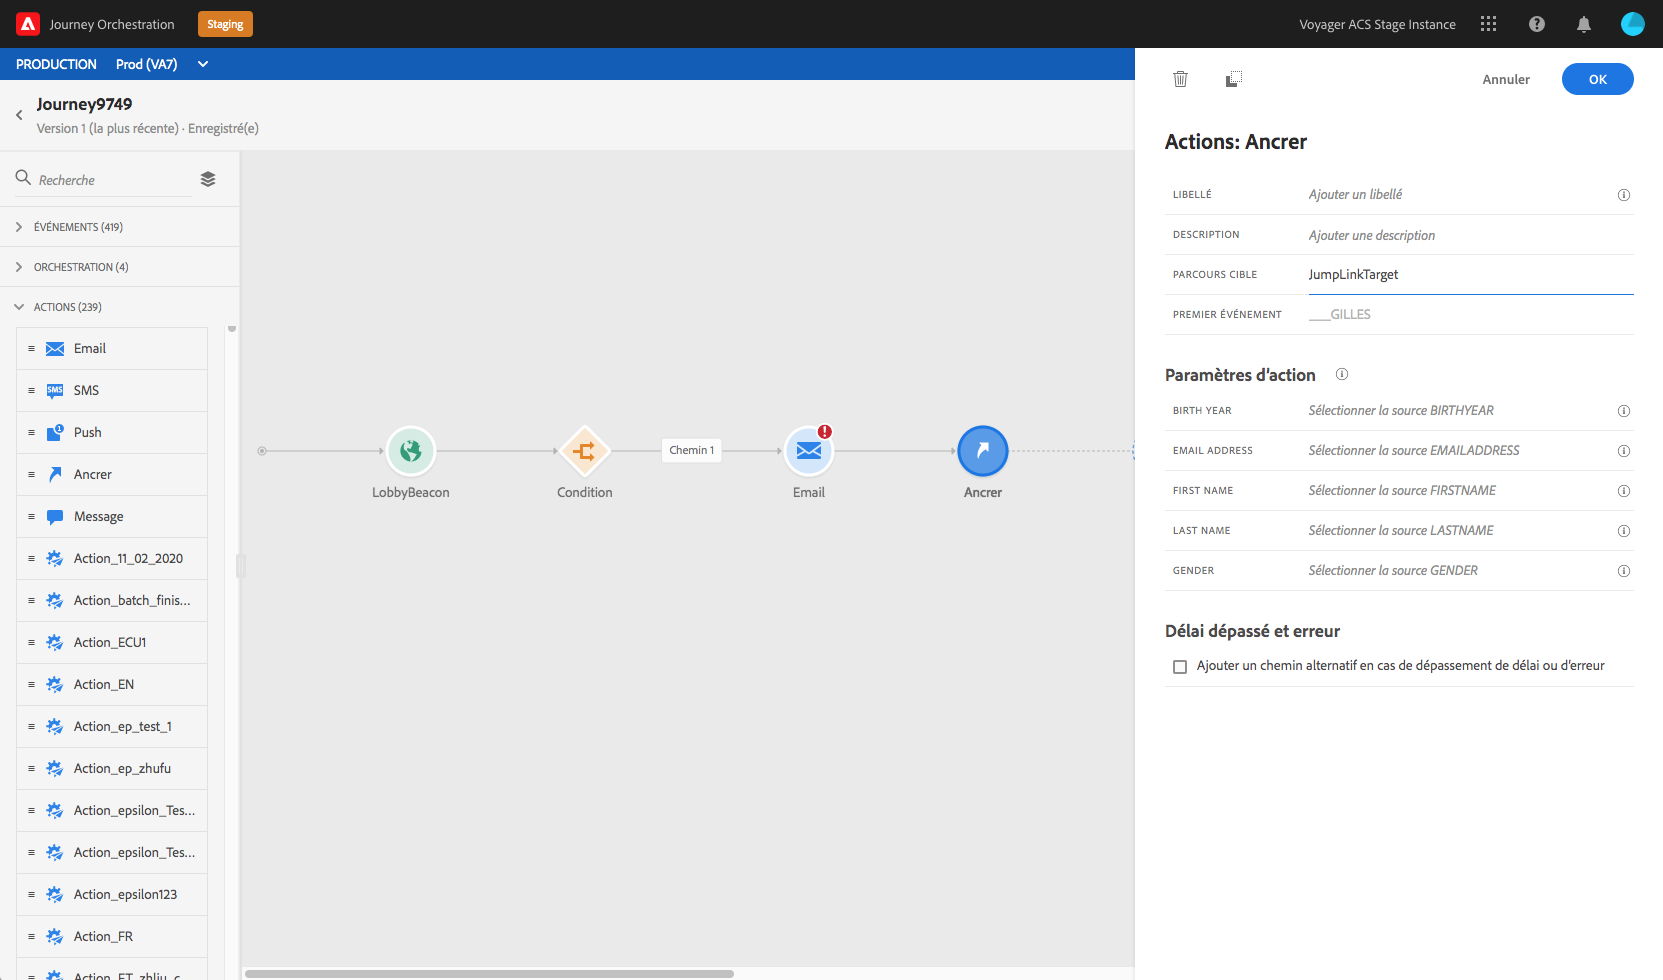 Journey Orchestration
Staging
Voyager ACS Stage Instance
PRODUCTION Prod (VA7)
Journey9749
Version 1 (la plus récente) · Enregistré(e)
Recherche
ÉVÉNEMENTS (419)
ORCHESTRATION (4)
ACTIONS (239)
Email
SMS
Push
Ancrer
Message
Action_11_02_2020
Action_batch_finis...
Action_ECU1
Action_EN
Action_ep_test_1
Action_ep_zhufu
Action_epsilon_Tes...
Action_epsilon_Tes...
Action_epsilon123
Action_FR
LobbyBeacon
Condition
Chemin 1
Email
Ancrer
Annuler
OK
Actions: Ancrer
LIBELLÉ Ajouter un libellé
DESCRIPTION Ajouter une description
PARCOURS CIBLE JumpLinkTarget
PREMIER ÉVÉNEMENT ___GILLES
Paramètres d'action
BIRTH YEAR Sélectionner la source BIRTHYEAR
EMAIL ADDRESS Sélectionner la source EMAILADDRESS
FIRST NAME Sélectionner la source FIRSTNAME
LAST NAME Sélectionner la source LASTNAME
GENDER Sélectionner la source GENDER
Délai dépassé et erreur
Ajouter un chemin alternatif en cas de dépassement de délai ou d'erreur